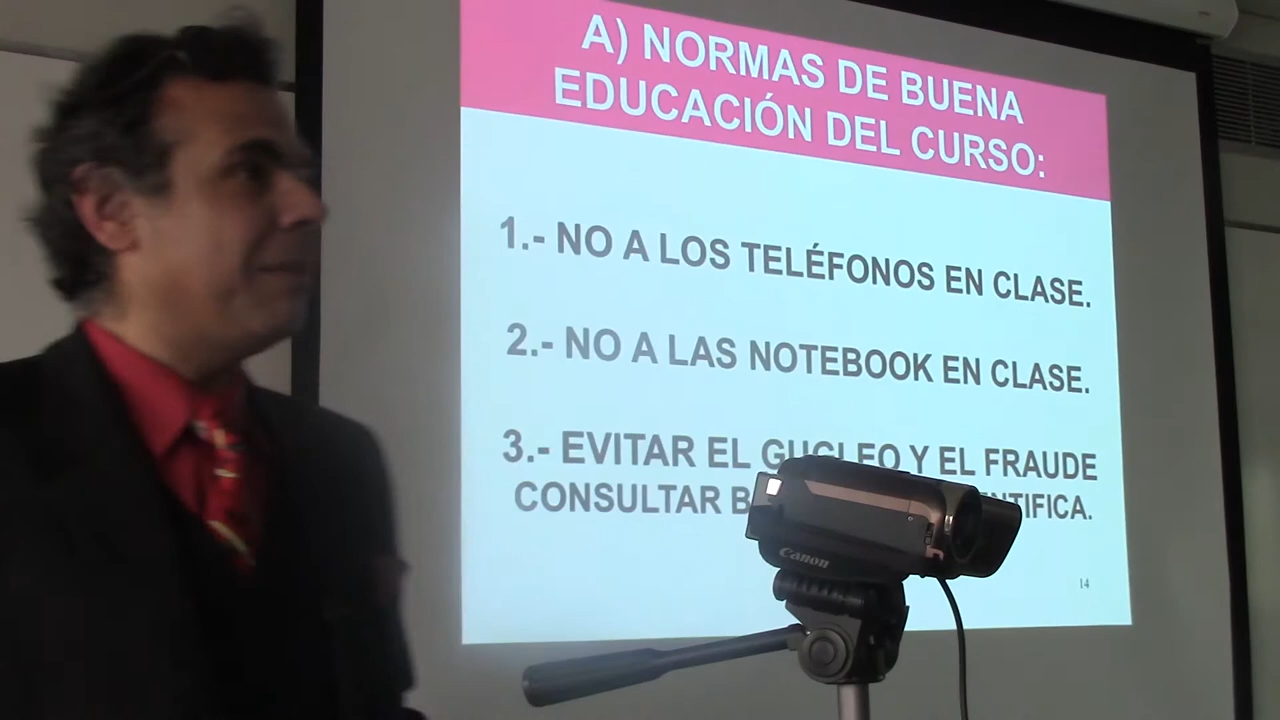 A) NORMAS DE BUENA
EDUCACIÓN DEL CURSO:
1.- NO A LOS TELÉFONOS EN CLASE.
2.- NO A LAS NOTEBOOK EN CLASE.
3.- EVITAR EL GUGLEO Y EL FRAUDE
CONSULTAR
Canon
14